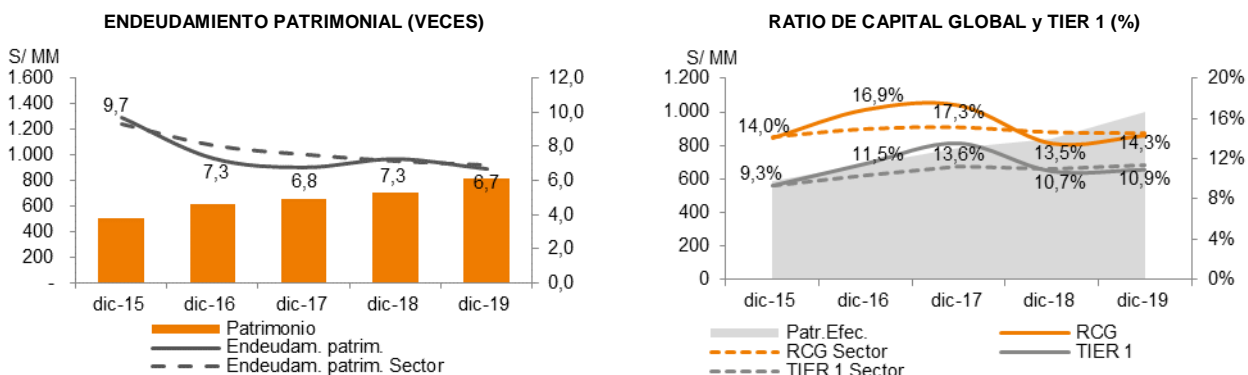 ENDEUDAMIENTO PATRIMONIAL (VECES)
S/ MM
1.600
1.400
1.200
1.000
800
600
400
200
-
12,0
10,0
8,0
6,0
4,0
2,0
0,0
9,7
7,3
6,8
7,3
6,7
dic-15
dic-16
dic-17
dic-18
dic-19
Patrimonio
Endeudam. patrim.
Endeudam. patrim. Sector
RATIO DE CAPITAL GLOBAL y TIER 1 (%)
S/ MM
1.200
1.000
800
600
400
200
0
20%
16%
12%
8%
4%
0%
14,0%
16,9%
17,3%
13,5%
14,3%
9,3%
11,5%
13,6%
10,7%
10,9%
dic-15
dic-16
dic-17
dic-18
dic-19
Patr.Efec.
RCG
RCG Sector
TIER 1
TIER 1 Sector